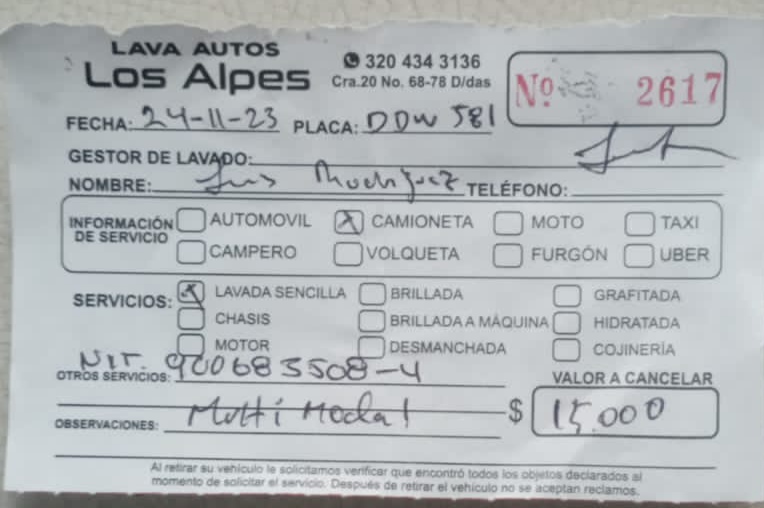 LAVA AUTOS
Los Alpes
320 434 3136
Cra.20 No. 68-78 D/das
Nº 2617
FECHA: 24-11-23 PLACA: DDW 581
GESTOR DE LAVADO:
NOMBRE: Luis Rodriguez TELÉFONO:
INFORMACIÓN DE SERVICIO
AUTOMOVIL CAMIONETA MOTO TAXI
CAMPERO VOLQUETA FURGÓN UBER
SERVICIOS: LAVADA SENCILLA BRILLADA GRAFITADA
CHASIS BRILLADA A MÁQUINA HIDRATADA
MOTOR DESMANCHADA COJINERÍA
NIT. 900683508-4
OTROS SERVICIOS:
VALOR A CANCELAR
$ 15.000
OBSERVACIONES: Multi Modal
Al retirar su vehículo le solicitamos verificar que encontró todos los objetos declarados al
momento de solicitar el servicio. Después de retirar el vehículo no se aceptan reclamos.